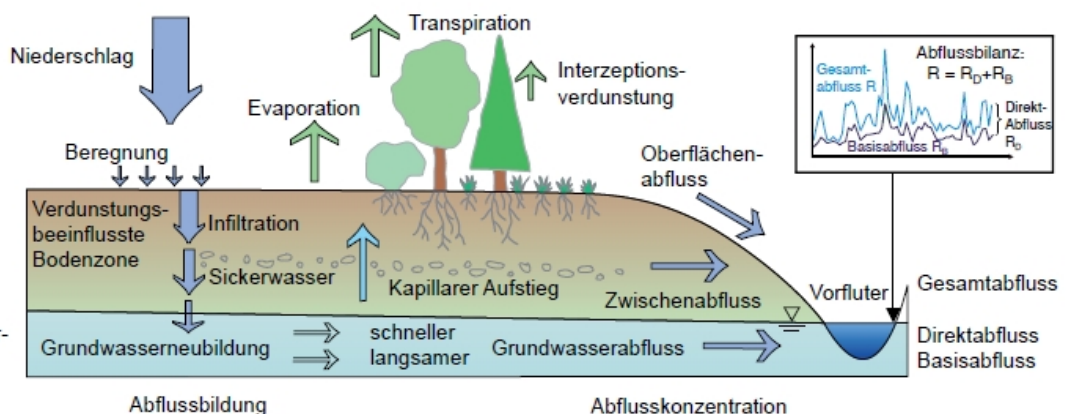 Niederschlag
Transpiration
Interzeptions-
verdunstung
Evaporation
Beregnung
Oberflächen-
abfluss
Abflussbilanz:
R = RD+RB
Gesamt-
abfluss R
Direkt-
Abfluss
RD
Basisabfluss RB
Verdunstungs-
beeinflusste
Bodenzone
Infiltration
Sickerwasser
Kapillarer Aufstieg
Zwischenabfluss
Vorfluter
Gesamtabfluss
Grundwasserneubildung
schneller
langsamer
Grundwasserabfluss
Direktabfluss
Basisabfluss
Abflussbildung
Abflusskonzentration